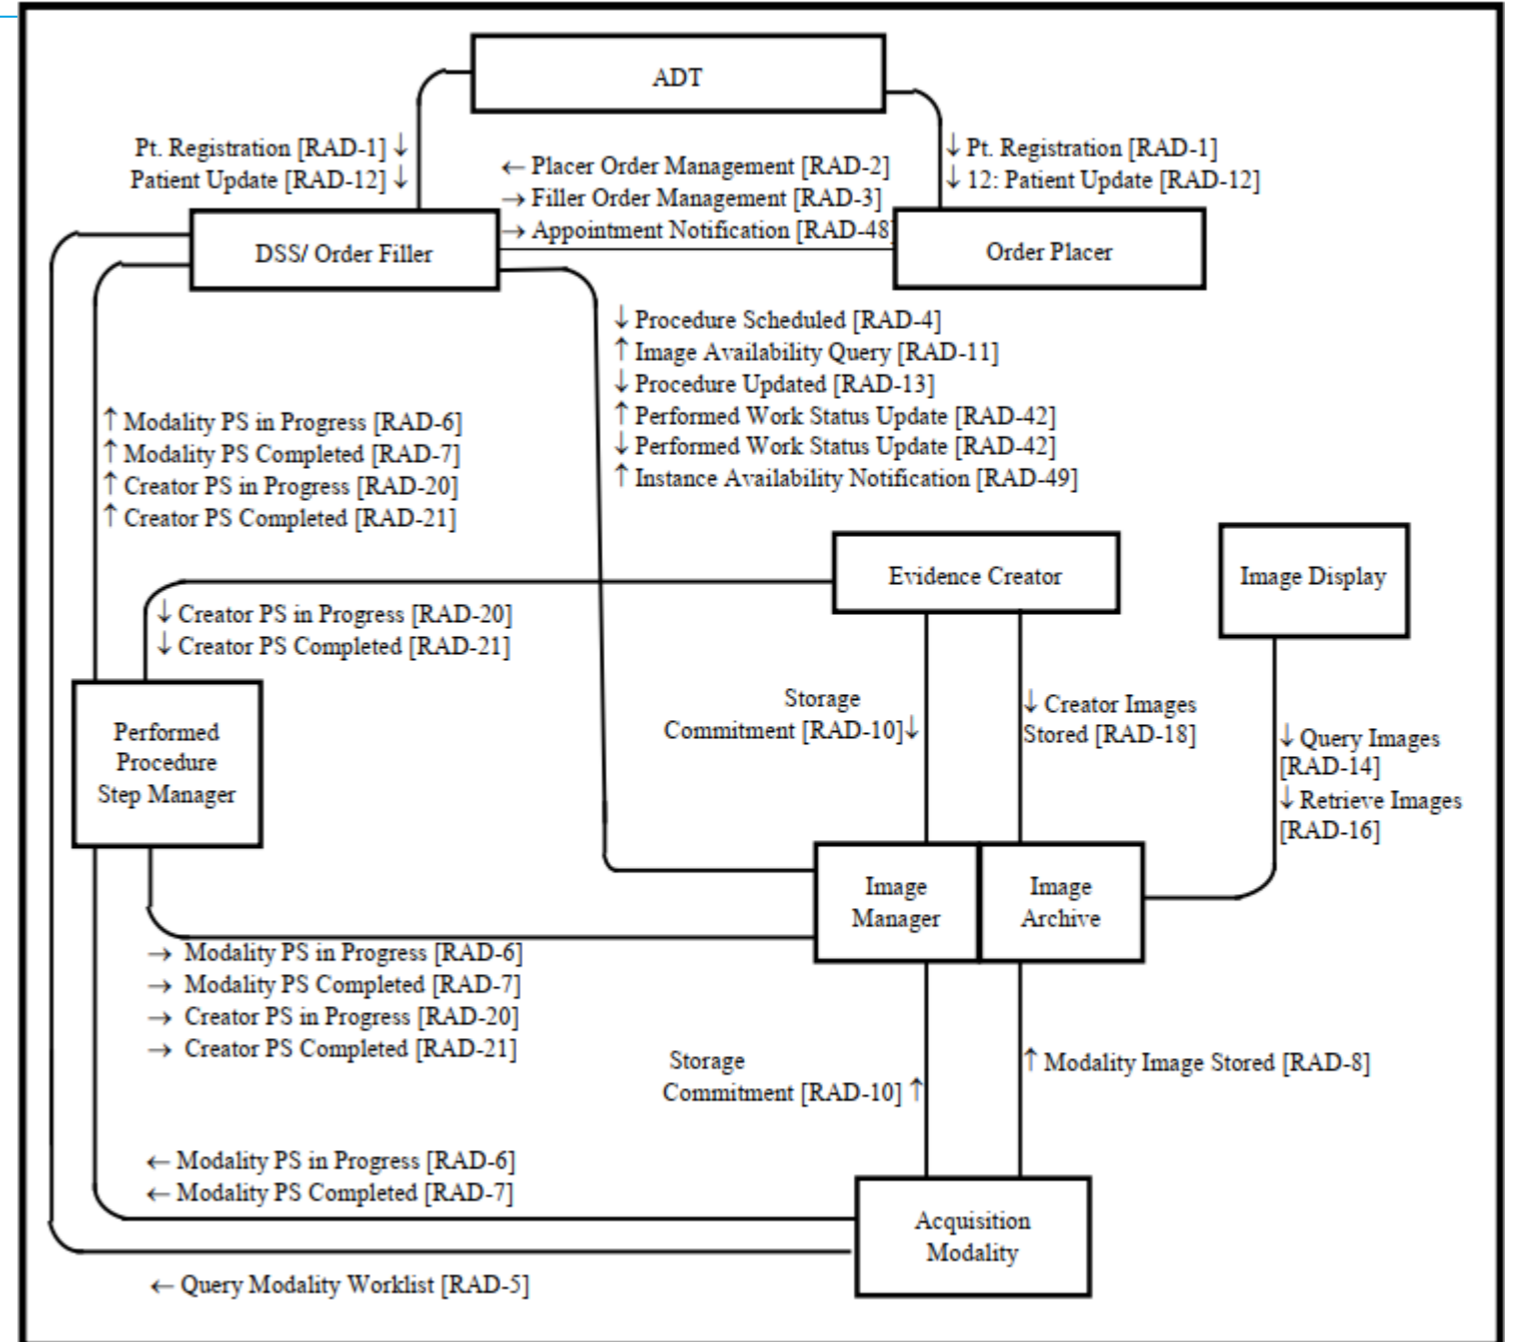 ADT
Pt. Registration [RAD-1] ↓
Patient Update [RAD-12] ↓
← Placer Order Management [RAD-2]
→ Filler Order Management [RAD-3]
→ Appointment Notification [RAD-48]
↓ Pt. Registration [RAD-1]
↓ 12: Patient Update [RAD-12]
DSS/ Order Filler
Order Placer
↓ Procedure Scheduled [RAD-4]
↑ Image Availability Query [RAD-11]
↓ Procedure Updated [RAD-13]
↑ Performed Work Status Update [RAD-42]
↓ Performed Work Status Update [RAD-42]
↑ Instance Availability Notification [RAD-49]
↑ Modality PS in Progress [RAD-6]
↑ Modality PS Completed [RAD-7]
↑ Creator PS in Progress [RAD-20]
↑ Creator PS Completed [RAD-21]
Evidence Creator
Image Display
↓ Creator PS in Progress [RAD-20]
↓ Creator PS Completed [RAD-21]
Performed
Procedure
Step Manager
Storage
Commitment [RAD-10]↓
↓ Creator Images
Stored [RAD-18]
↓ Query Images
[RAD-14]
↓ Retrieve Images
[RAD-16]
Image
Manager
Image
Archive
→ Modality PS in Progress [RAD-6]
→ Modality PS Completed [RAD-7]
→ Creator PS in Progress [RAD-20]
→ Creator PS Completed [RAD-21]
Storage
Commitment [RAD-10] ↑
↑ Modality Image Stored [RAD-8]
← Modality PS in Progress [RAD-6]
← Modality PS Completed [RAD-7]
Acquisition
Modality
← Query Modality Worklist [RAD-5]